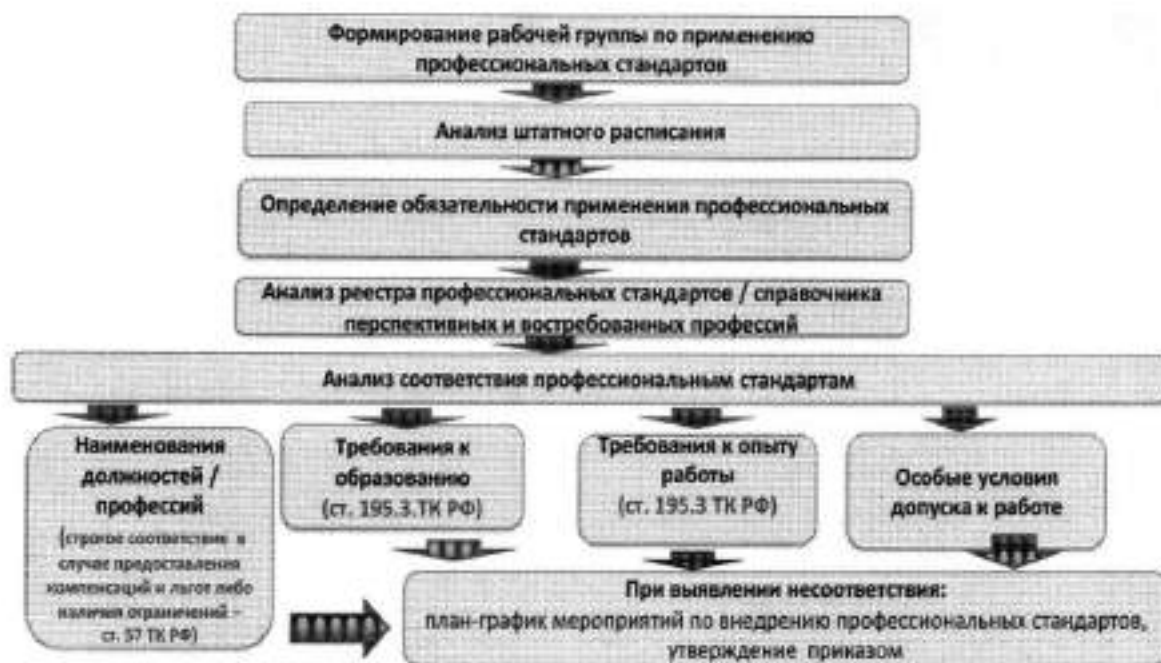 Формирование рабочей группы по применению
профессиональных стандартов
Анализ штатного расписания
Определение обязательности применения профессиональных
стандартов
Анализ реестра профессиональных стандартов / справочника
перспективных и востребованных профессий
Анализ соответствия профессиональным стандартам
Наименования
должностей /
профессий
(строгое соответствие в
случае предоставления
компенсаций и льгот либо
наличия ограничений –
ст. 57 ТК РФ)
Требования к
образованию
(ст. 195.3.ТК РФ)
Требования к опыту
работы
(ст. 195.3 ТК РФ)
Особые условия
допуска к работе
При выявлении несоответствия:
план-график мероприятий по внедрению профессиональных стандартов,
утверждение приказом